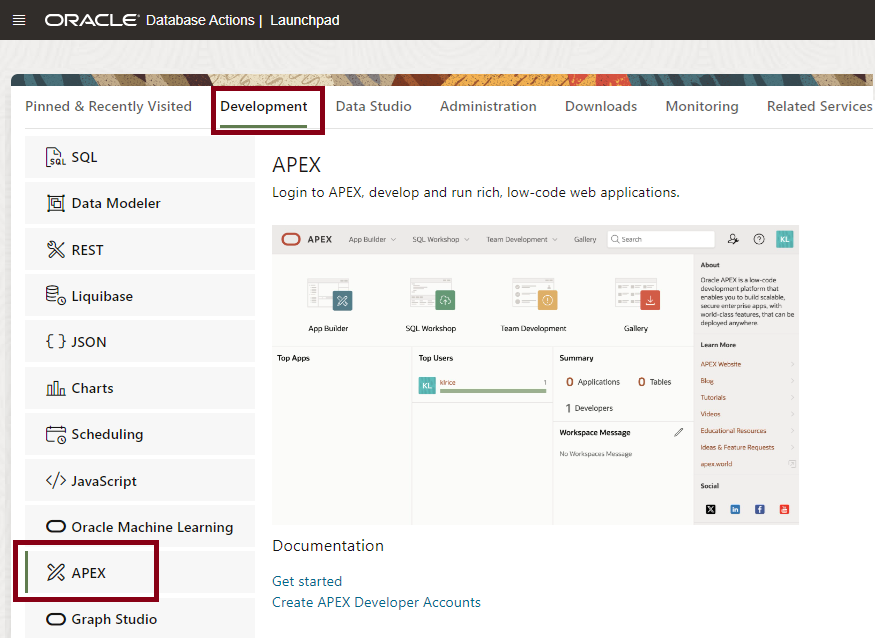 ORACLE Database Actions | Launchpad
Pinned & Recently Visited Development Data Studio Administration Downloads Monitoring Related Services
SQL
SQL
Data Modeler
REST
Liquibase
{ } JSON
Charts
Scheduling
</> JavaScript
Oracle Machine Learning
APEX
Graph Studio
APEX
Login to APEX, develop and run rich, low-code web applications.
APEX App Builder SQL Workshop Team Development Gallery Search KL
App Builder SQL Workshop Team Development Gallery
Top Apps
Top Users
KL klrice 1
Summary
0 Applications 0 Tables
1 Developers
Workspace Message
No Workspaces Message
About
Oracle APEX is a low-code
development platform that
enables you to build scalable,
secure enterprise apps, with
world-class features, that can be
deployed anywhere.
Learn More
APEX Website
Blog
Tutorials
Videos
Educational Resources
Ideas & Feature Requests
apex.world
Social
Documentation
Get started
Create APEX Developer Accounts